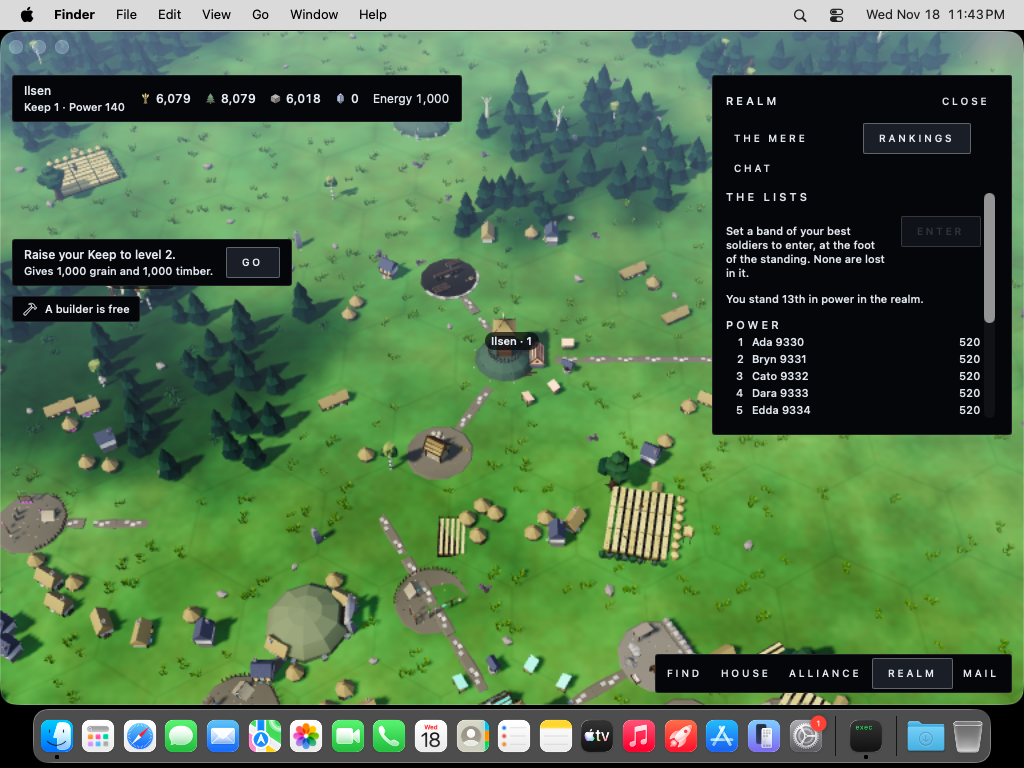 Finder File Edit View Go Window Help Wed Nov 18 11:43 PM
Ilsen
Keep 1 · Power 140
6,079 8,079 6,018 0 Energy 1,000
Raise your Keep to level 2.
Gives 1,000 grain and 1,000 timber.
GO
A builder is free
Ilsen · 1
REALM CLOSE
THE MERE RANKINGS
CHAT
THE LISTS
Set a band of your best
soldiers to enter, at the foot
of the standing. None are lost
in it.
ENTER
You stand 13th in power in the realm.
POWER
1 Ada 9330 520
2 Bryn 9331 520
3 Cato 9332 520
4 Dara 9333 520
5 Edda 9334 520
FIND HOUSE ALLIANCE REALM MAIL
Wed
18
tv
1
exec